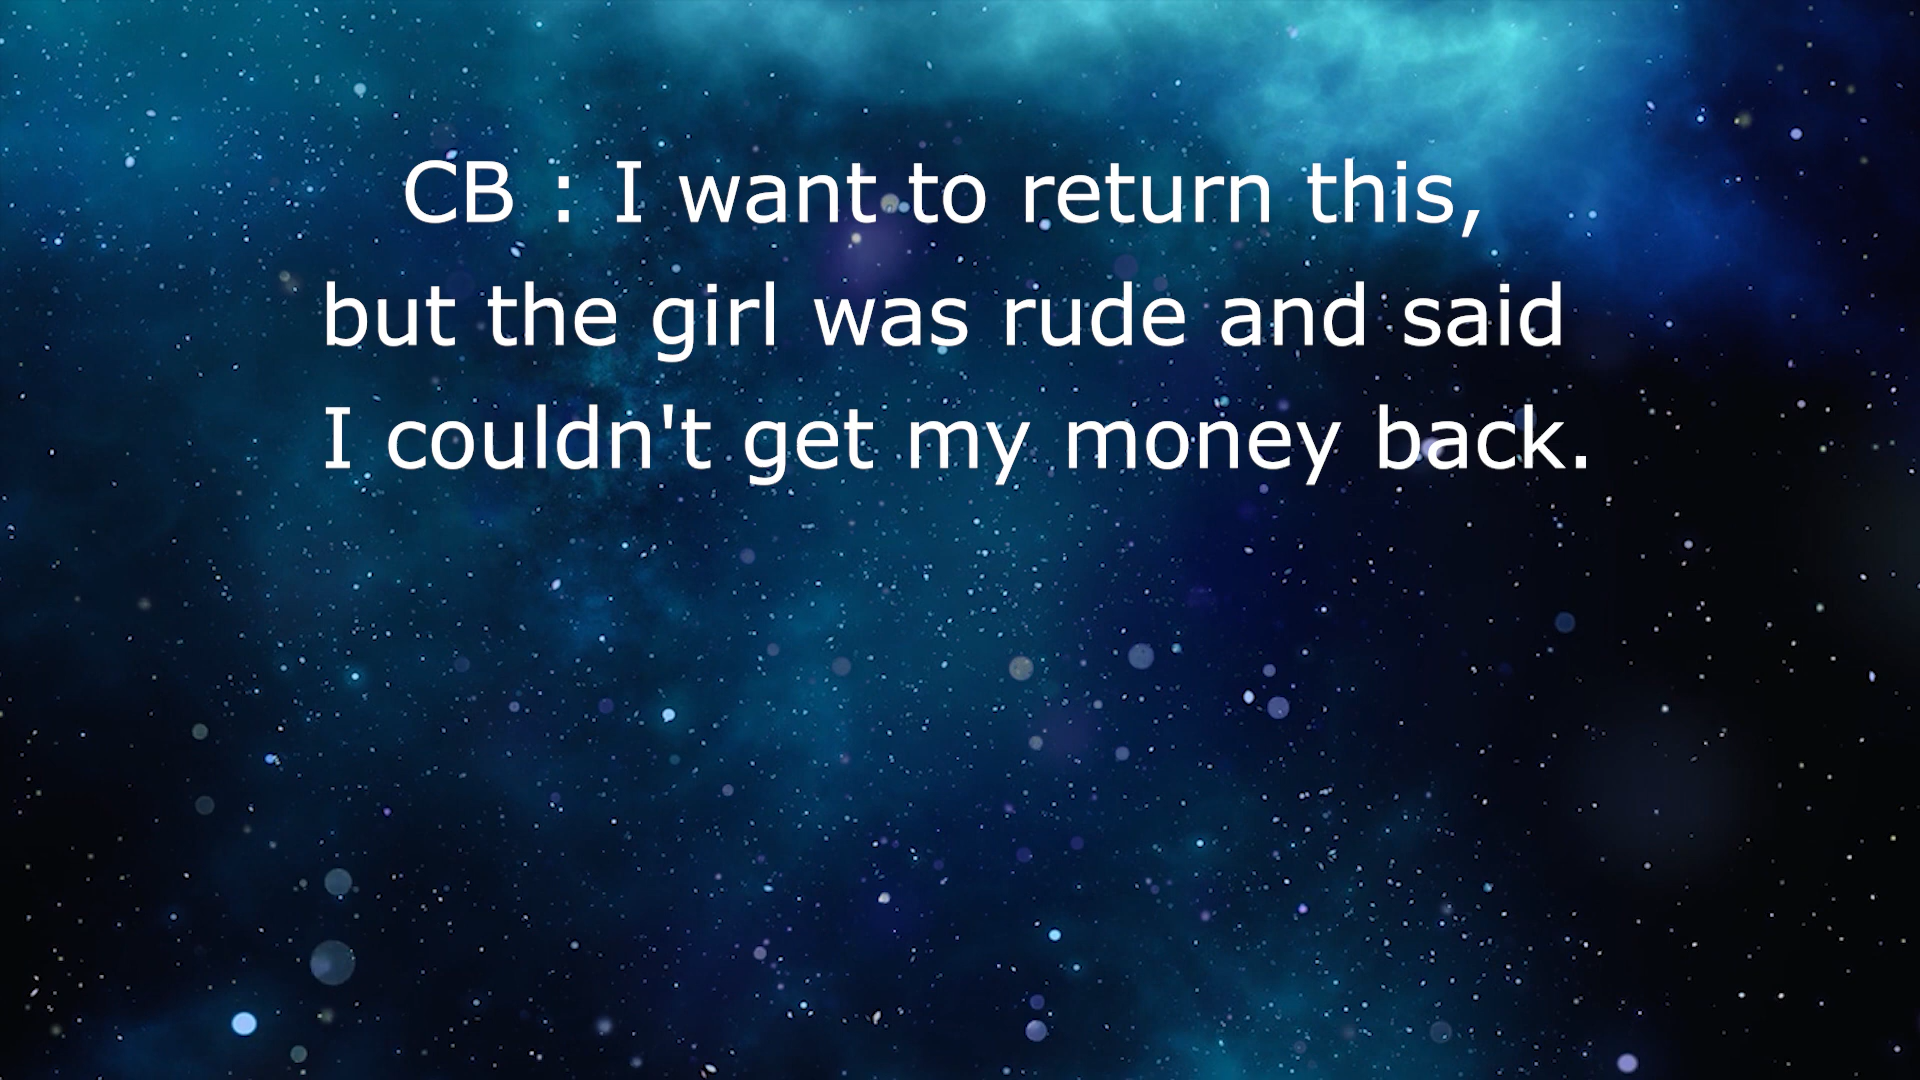 CB : I want to return this,
but the girl was rude and said
I couldn't get my money back.